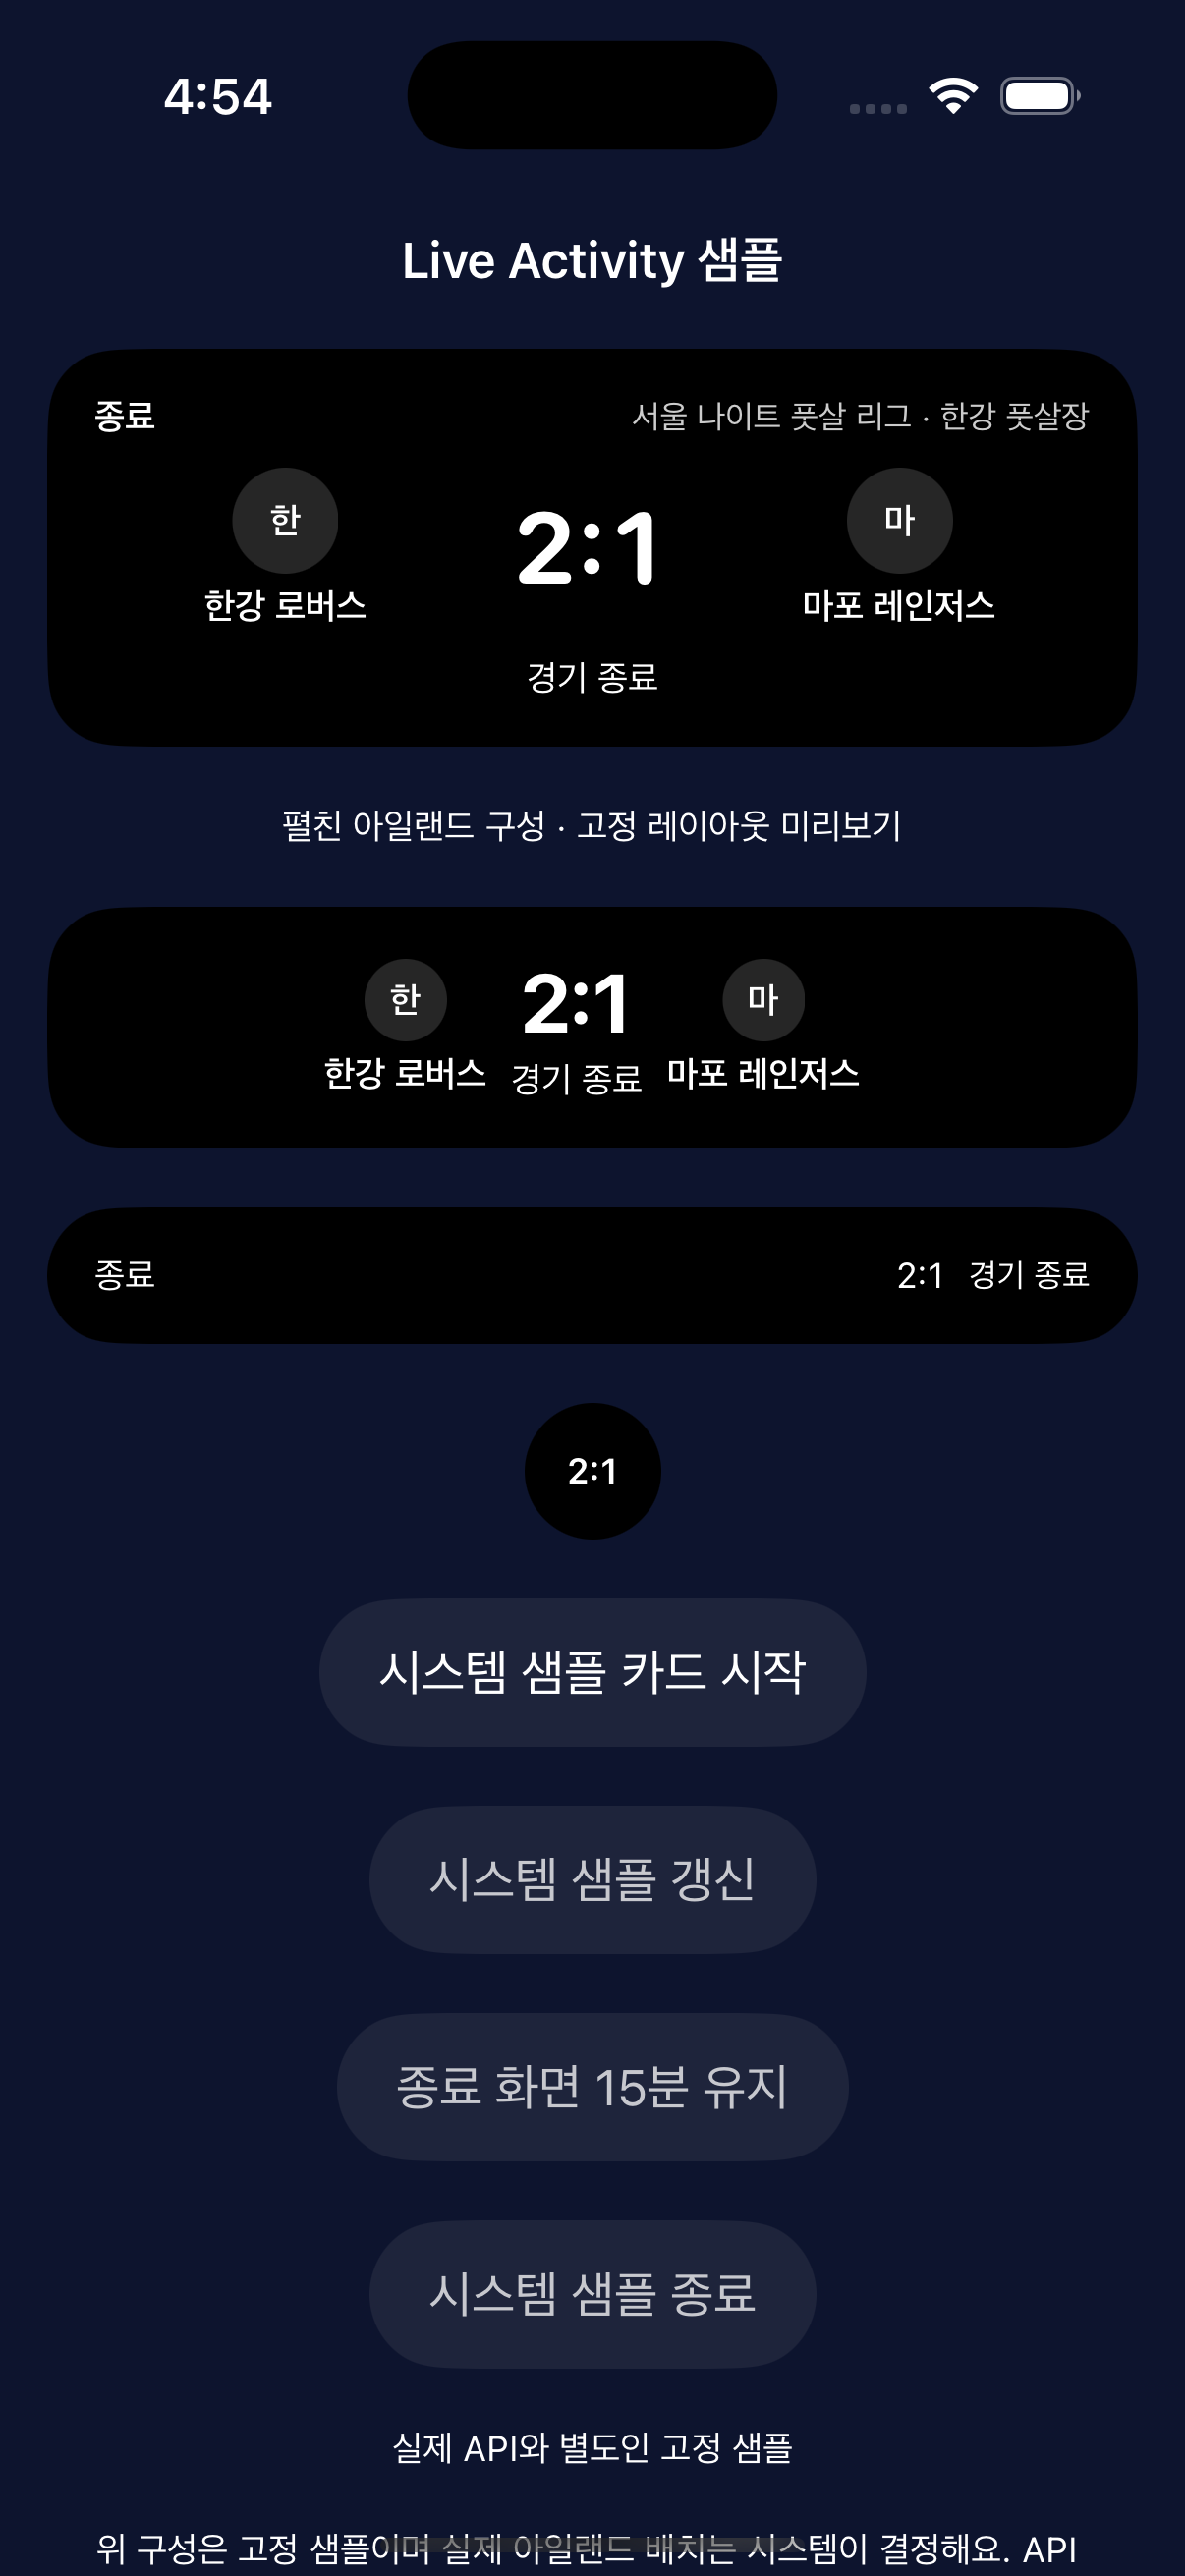 4:54
Live Activity 샘플
종료
서울 나이트 풋살 리그 · 한강 풋살장
한
2:1
마
한강 로버스
마포 레인저스
경기 종료
펼친 아일랜드 구성 · 고정 레이아웃 미리보기
한
2:1
마
한강 로버스
경기 종료
마포 레인저스
종료
2:1 경기 종료
2:1
시스템 샘플 카드 시작
시스템 샘플 갱신
종료 화면 15분 유지
시스템 샘플 종료
실제 API와 별도인 고정 샘플
위 구성은 고정 샘플이며 실제 아일랜드 배치는 시스템이 결정해요. API